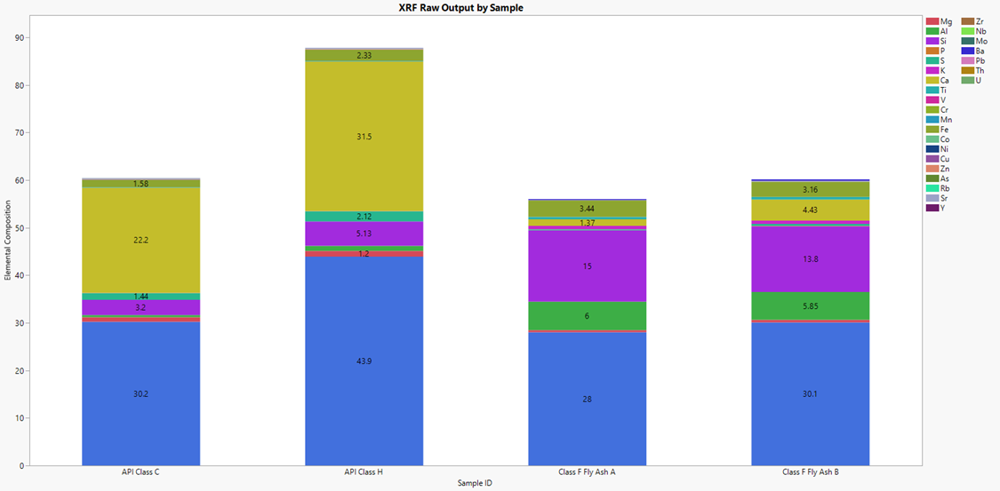 XRF Raw Output by Sample
Elemental Composition
90
80
70
60
50
40
30
20
10
0
1.58
22.2
1.44
3.2
30.2
2.33
31.5
2.12
5.13
1.2
43.9
3.44
1.37
15
6
28
3.16
4.43
13.8
5.85
30.1
API Class C
API Class H
Class F Fly Ash A
Class F Fly Ash B
Sample ID
Mg
Al
Si
P
S
K
Ca
Ti
V
Cr
Mn
Fe
Co
Ni
Cu
Zn
As
Rb
Sr
Y
Zr
Nb
Mo
Ba
Pb
Th
U